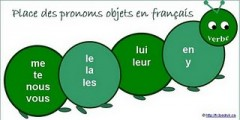 Place des pronoms objets en français
me
te
nous
vous
le
la
les
lui
leur
en
y
verbe